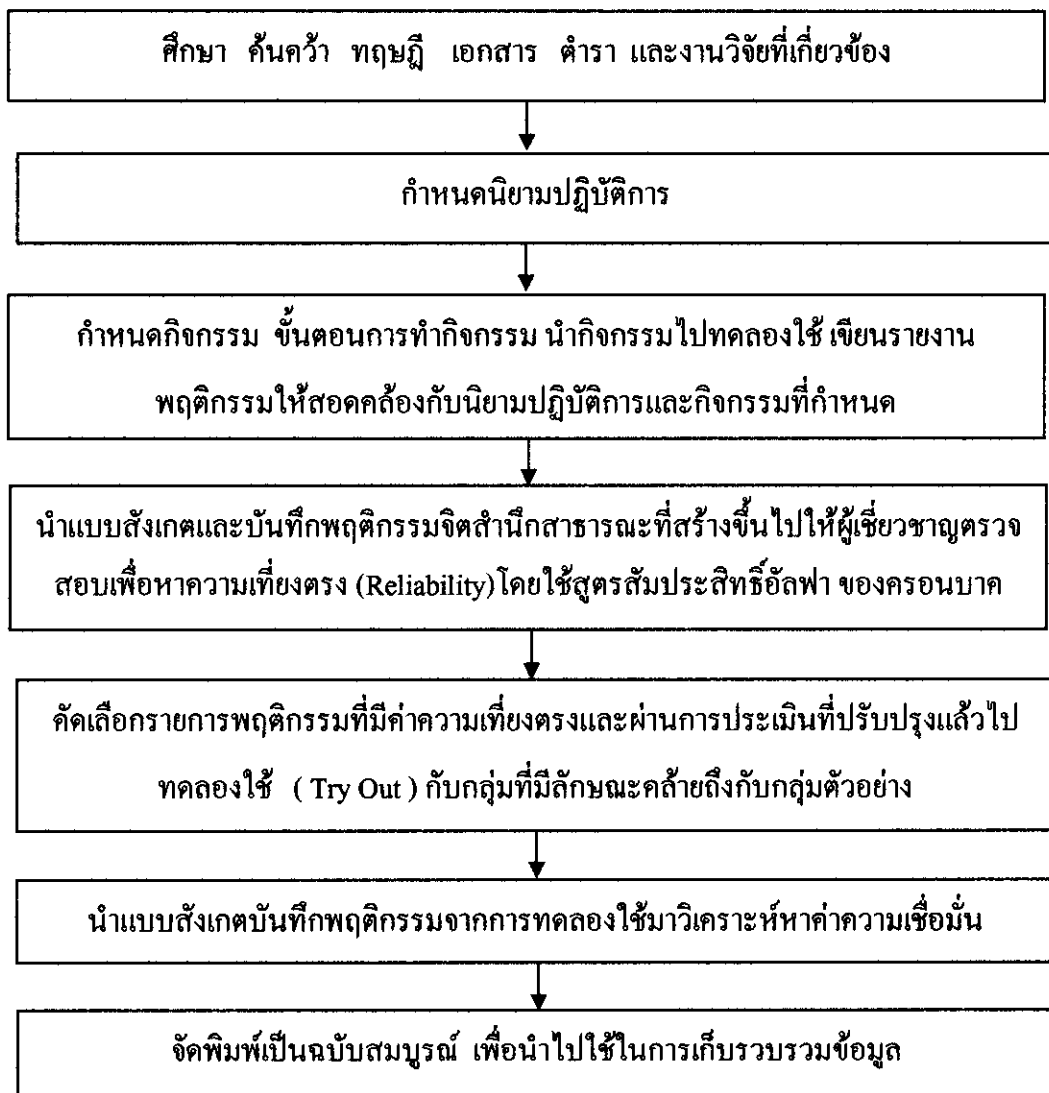 ศึกษา ค้นคว้า ทฤษฎี เอกสาร ตำรา และงานวิจัยที่เกี่ยวข้อง
กำหนดนิยามปฏิบัติการ
กำหนดกิจกรรม ขั้นตอนการทำกิจกรรม นำกิจกรรมไปทดลองใช้ เขียนรายงาน
พฤติกรรมให้สอดคล้องกับนิยามปฏิบัติการและกิจกรรมที่กำหนด
นำแบบสังเกตและบันทึกพฤติกรรมจิตสำนึกสาธารณะที่สร้างขึ้นไปให้ผู้เชี่ยวชาญตรวจ
สอบเพื่อหาความเที่ยงตรง (Reliability)โดยใช้สูตรสัมประสิทธิ์อัลฟา ของครอนบาค
คัดเลือกรายการพฤติกรรมที่มีค่าความเที่ยงตรงและผ่านการประเมินที่ปรับปรุงแล้วไป
ทดลองใช้ ( Try Out ) กับกลุ่มที่มีลักษณะคล้ายถึงกับกลุ่มตัวอย่าง
นำแบบสังเกตบันทึกพฤติกรรมจากการทดลองใช้มาวิเคราะห์หาค่าความเชื่อมั่น
จัดพิมพ์เป็นฉบับสมบูรณ์ เพื่อนำไปใช้ในการเก็บรวบรวมข้อมูล